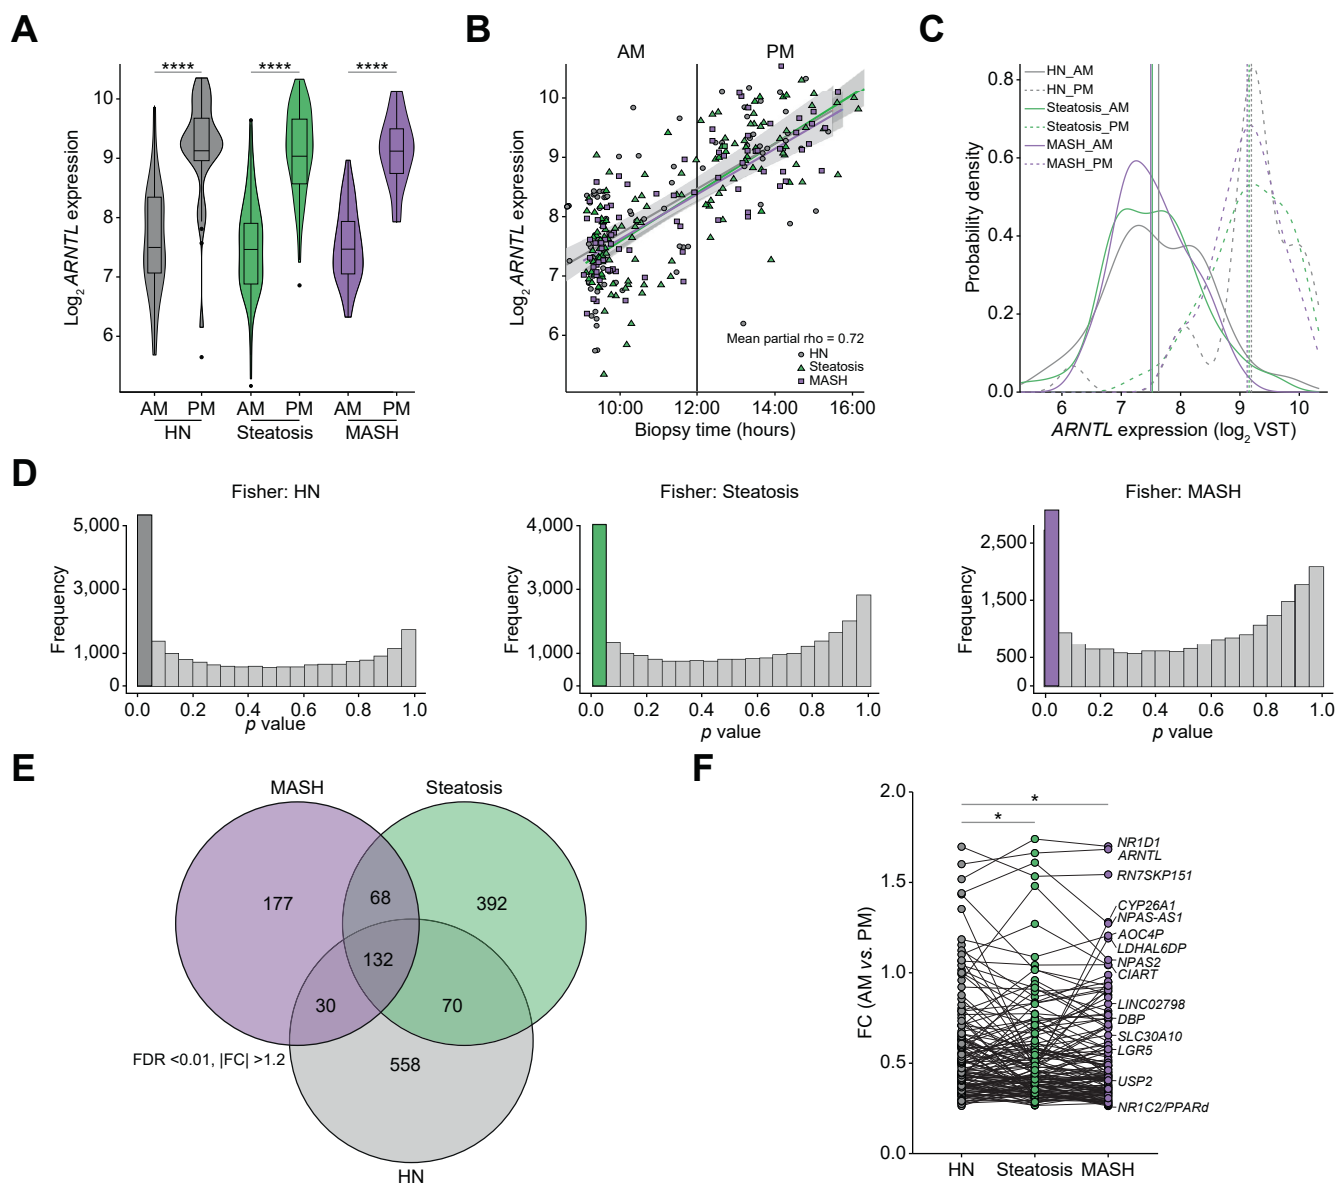 A
Log2 ARNTL expression
10
9
8
7
6
****
****
****
AM
PM
AM
PM
AM
PM
HN
Steatosis
MASH
B
AM
PM
Log2 ARNTL expression
10
9
8
7
6
Mean partial rho = 0.72
HN
Steatosis
MASH
10:00
12:00
14:00
16:00
Biopsy time (hours)
C
Probability density
0.8
0.6
0.4
0.2
0.0
HN_AM
HN_PM
Steatosis_AM
Steatosis_PM
MASH_AM
MASH_PM
6
7
8
9
10
ARNTL expression (log2 VST)
D
Fisher: HN
Frequency
5,000
3,000
1,000
0
0.0
0.2
0.4
0.6
0.8
1.0
p value
Fisher: Steatosis
Frequency
4,000
3,000
1,000
0
0.0
0.2
0.4
0.6
0.8
1.0
p value
Fisher: MASH
Frequency
2,500
1,500
500
0
0.0
0.2
0.4
0.6
0.8
1.0
p value
E
MASH
Steatosis
177
68
392
132
30
70
558
FDR <0.01, |FC| >1.2
HN
F
FC (AM vs. PM)
2.0
1.5
1.0
0.5
0.0
*
*
NR1D1
ARNTL
RN7SKP151
CYP26A1
NPAS-AS1
AOC4P
LDHAL6DP
NPAS2
CIART
LINC02798
DBP
SLC30A10
LGR5
USP2
NR1C2/PPARd
HN
Steatosis
MASH